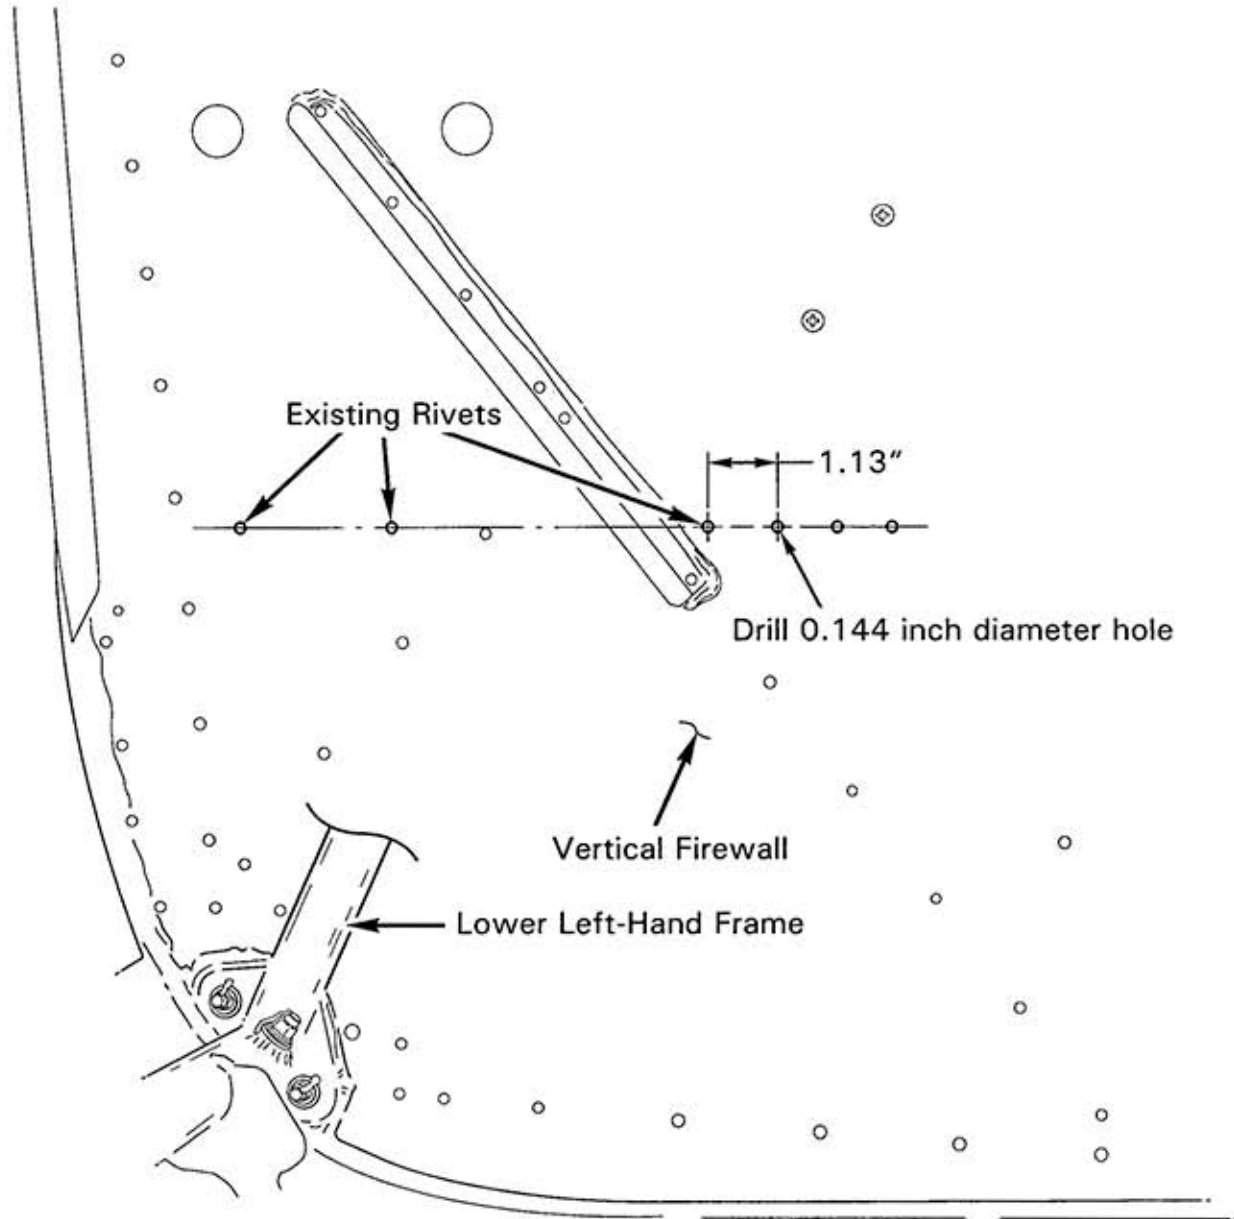 Existing Rivets
1.13″
Drill 0.144 inch diameter hole
Vertical Firewall
Lower Left-Hand Frame